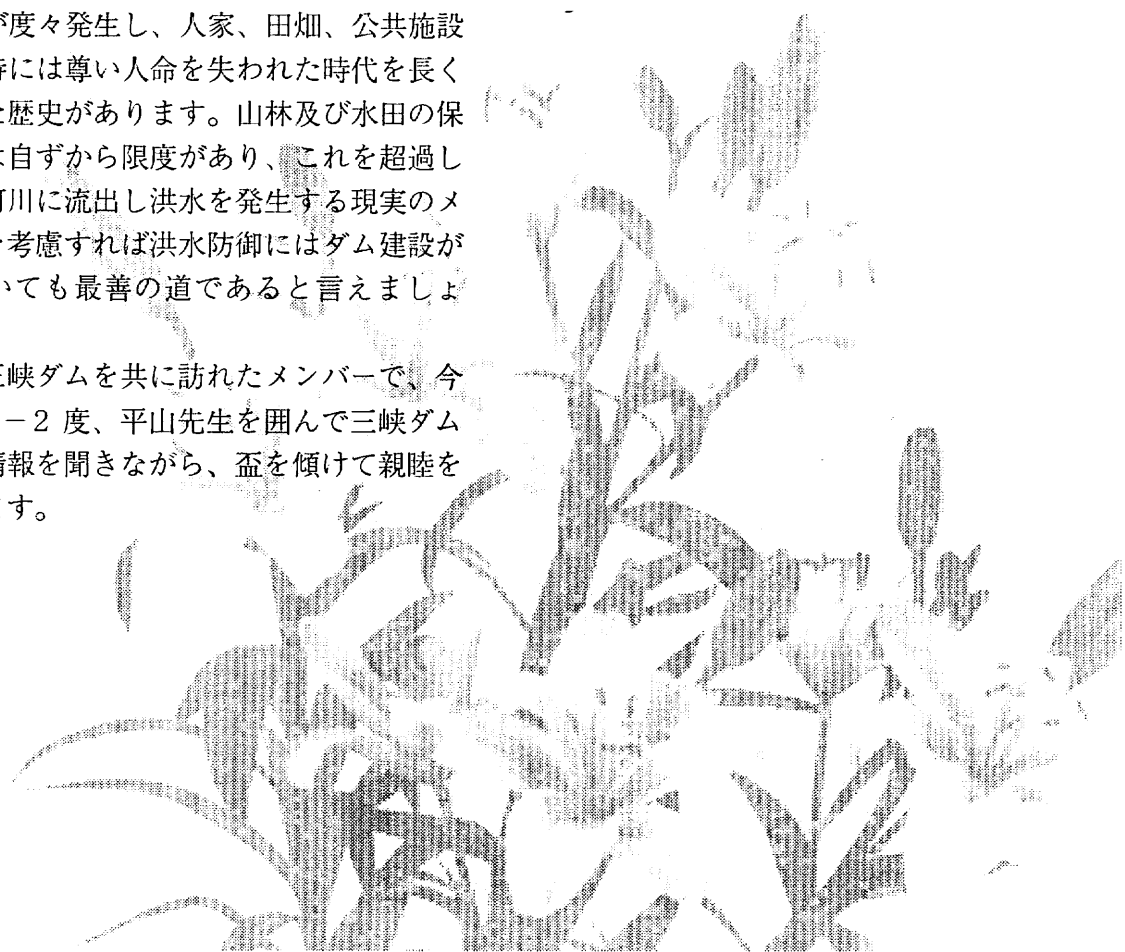 度々発生し、人家、田畑、公共施設
には尊い人命を失われた時代を長く
歴史があります。山林及び水田の保
自ずから限度があり、これを超過し
川に流出し洪水を発生する現実のメ
考慮すれば洪水防御にはダム建設が
いても最善の道であると言えましょ
峡ダムを共に訪れたメンバーで、今
−2 度、平山先生を囲んで三峡ダム
情報を聞きながら、盃を傾けて親睦を
す。